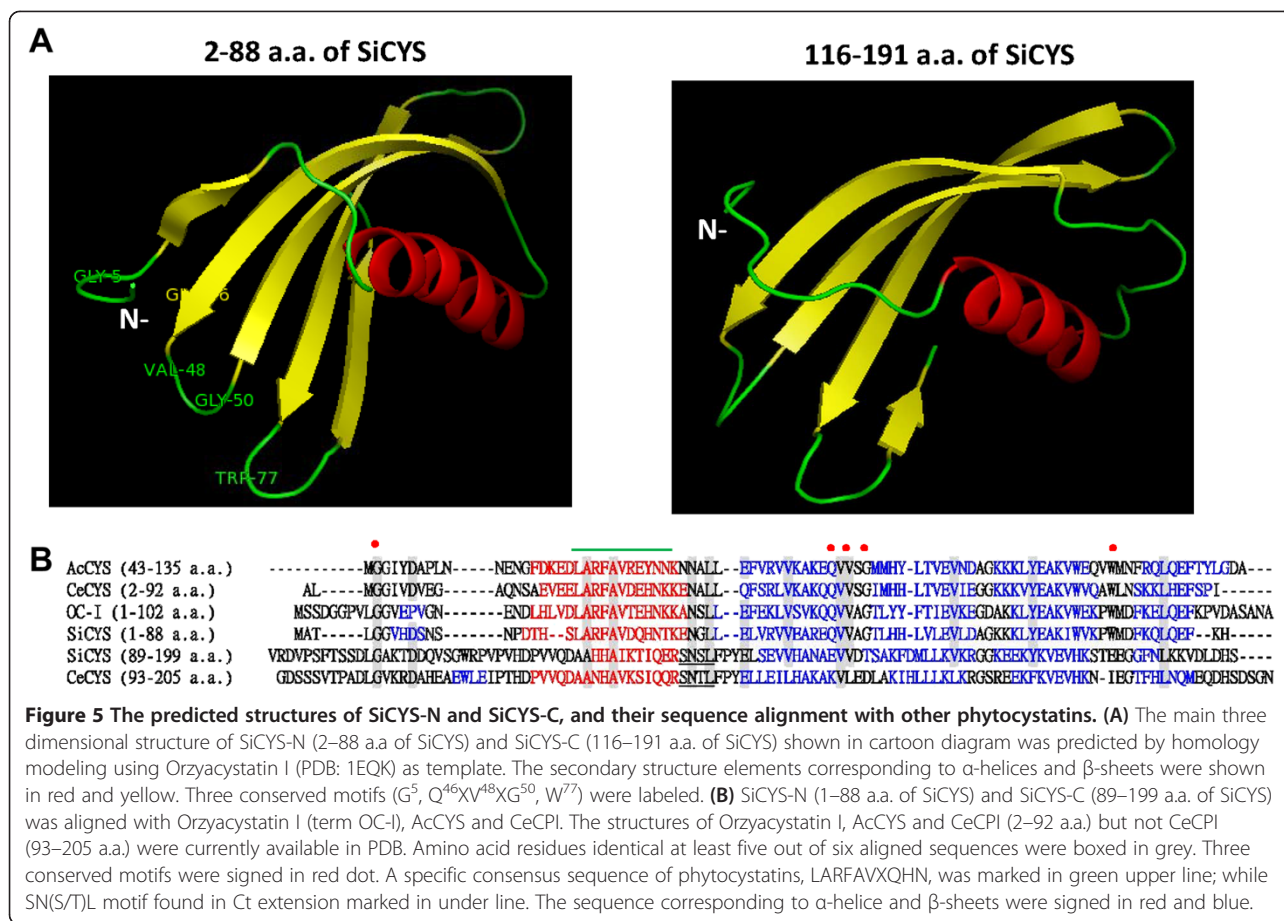 A
2-88 a.a. of SiCYS
116-191 a.a. of SiCYS
GLY-5
N-
VAL-48
GLY-50
TRP-77
N-
B
AcCYS (43-135 a.a.) ----------MGGIYDAPLN-----NENGFDKEDLARFAVREYNNKNNALL--EFVRVVKAKEQVVSGMMHY-LTVEVNDAGKKKLYEAKVWEQVWMNFRQLQEFTYLGDA---
CeCYS (2-92 a.a.) ---AL-----MGGIVDVEG------AQNSAEVEELARFAVDEHNKKENALL--QFSRLVKAKQQVVSGIMHH-LTVEVIEGGKKKLYEAKVWVQAWLNSKKLHEFSPI-----
OC-I (1-102 a.a.) --MSSDGGPVLGGVEPVGN------ENDLHLVDLARFAVTEHNKKANSLL--EFEKLVSVKQQVVAGTLYY-FTIEVKEGDAKKLYEAKVWEKPWMDFKELQEFKPVDASANA
SiCYS (1-88 a.a.) ---MAT----LGGVHDSNS------NPDTH--SLARFAVDQHNTKENGLL--ELVRVVEAREQVVAGTLHH-LVLEVLDAGKKKLYEAKIWVKPWMDFKQLQEF--KH-----
SiCYS (89-199 a.a.) VRDVPSFTSSDLGAKTDDQVSGWRPVPVHDPVVQDAAHHAIKTIQERSNSLFPYELSEVVHANAEVVDTSAKFDMLLKVKRGGKEEKYKVEVHKSTEEGGFNLKKVDLDHS-----
CeCYS (93-205 a.a.) GDSSSVTPADLGVKRDAHEAEWLEIPTHDPVVQDAANHAVKSIQQRSNTLFPYELLEILHAKAKVLEDLAKIHLLLKLKRGSREEKFKVEVHKN-IEGTFHLNQMEQDHSDSGN
Figure 5 The predicted structures of SiCYS-N and SiCYS-C, and their sequence alignment with other phytocystatins. (A) The main three
dimensional structure of SiCYS-N (2–88 a.a of SiCYS) and SiCYS-C (116–191 a.a. of SiCYS) shown in cartoon diagram was predicted by homology
modeling using Orzyacystatin I (PDB: 1EQK) as template. The secondary structure elements corresponding to α-helices and β-sheets were shown
in red and yellow. Three conserved motifs (G⁵, Q⁴⁶XV⁴⁸XG⁵⁰, W⁷⁷) were labeled. (B) SiCYS-N (1–88 a.a. of SiCYS) and SiCYS-C (89–199 a.a. of SiCYS)
was aligned with Orzyacystatin I (term OC-I), AcCYS and CeCPI. The structures of Orzyacystatin I, AcCYS and CeCPI (2–92 a.a.) but not CeCPI
(93–205 a.a.) were currently available in PDB. Amino acid residues identical at least five out of six aligned sequences were boxed in grey. Three
conserved motifs were signed in red dot. A specific consensus sequence of phytocystatins, LARFAVXQHN, was marked in green upper line; while
SN(S/T)L motif found in Ct extension marked in under line. The sequence corresponding to α-helice and β-sheets were signed in red and blue.